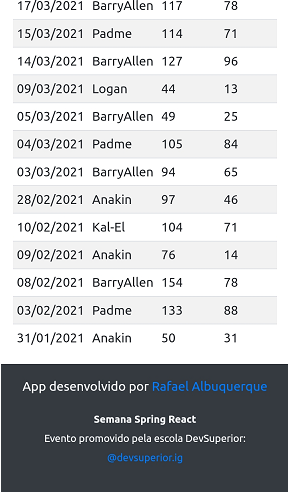 17/03/2021 BarryAllen 117 78
15/03/2021 Padme 114 71
14/03/2021 BarryAllen 127 96
09/03/2021 Logan 44 13
05/03/2021 BarryAllen 49 25
04/03/2021 Padme 105 84
03/03/2021 BarryAllen 94 65
28/02/2021 Anakin 97 46
10/02/2021 Kal-El 104 71
09/02/2021 Anakin 76 14
08/02/2021 BarryAllen 154 78
03/02/2021 Padme 133 88
31/01/2021 Anakin 50 31
App desenvolvido por Rafael Albuquerque
Semana Spring React
Evento promovido pela escola DevSuperior:
@devsuperior.ig